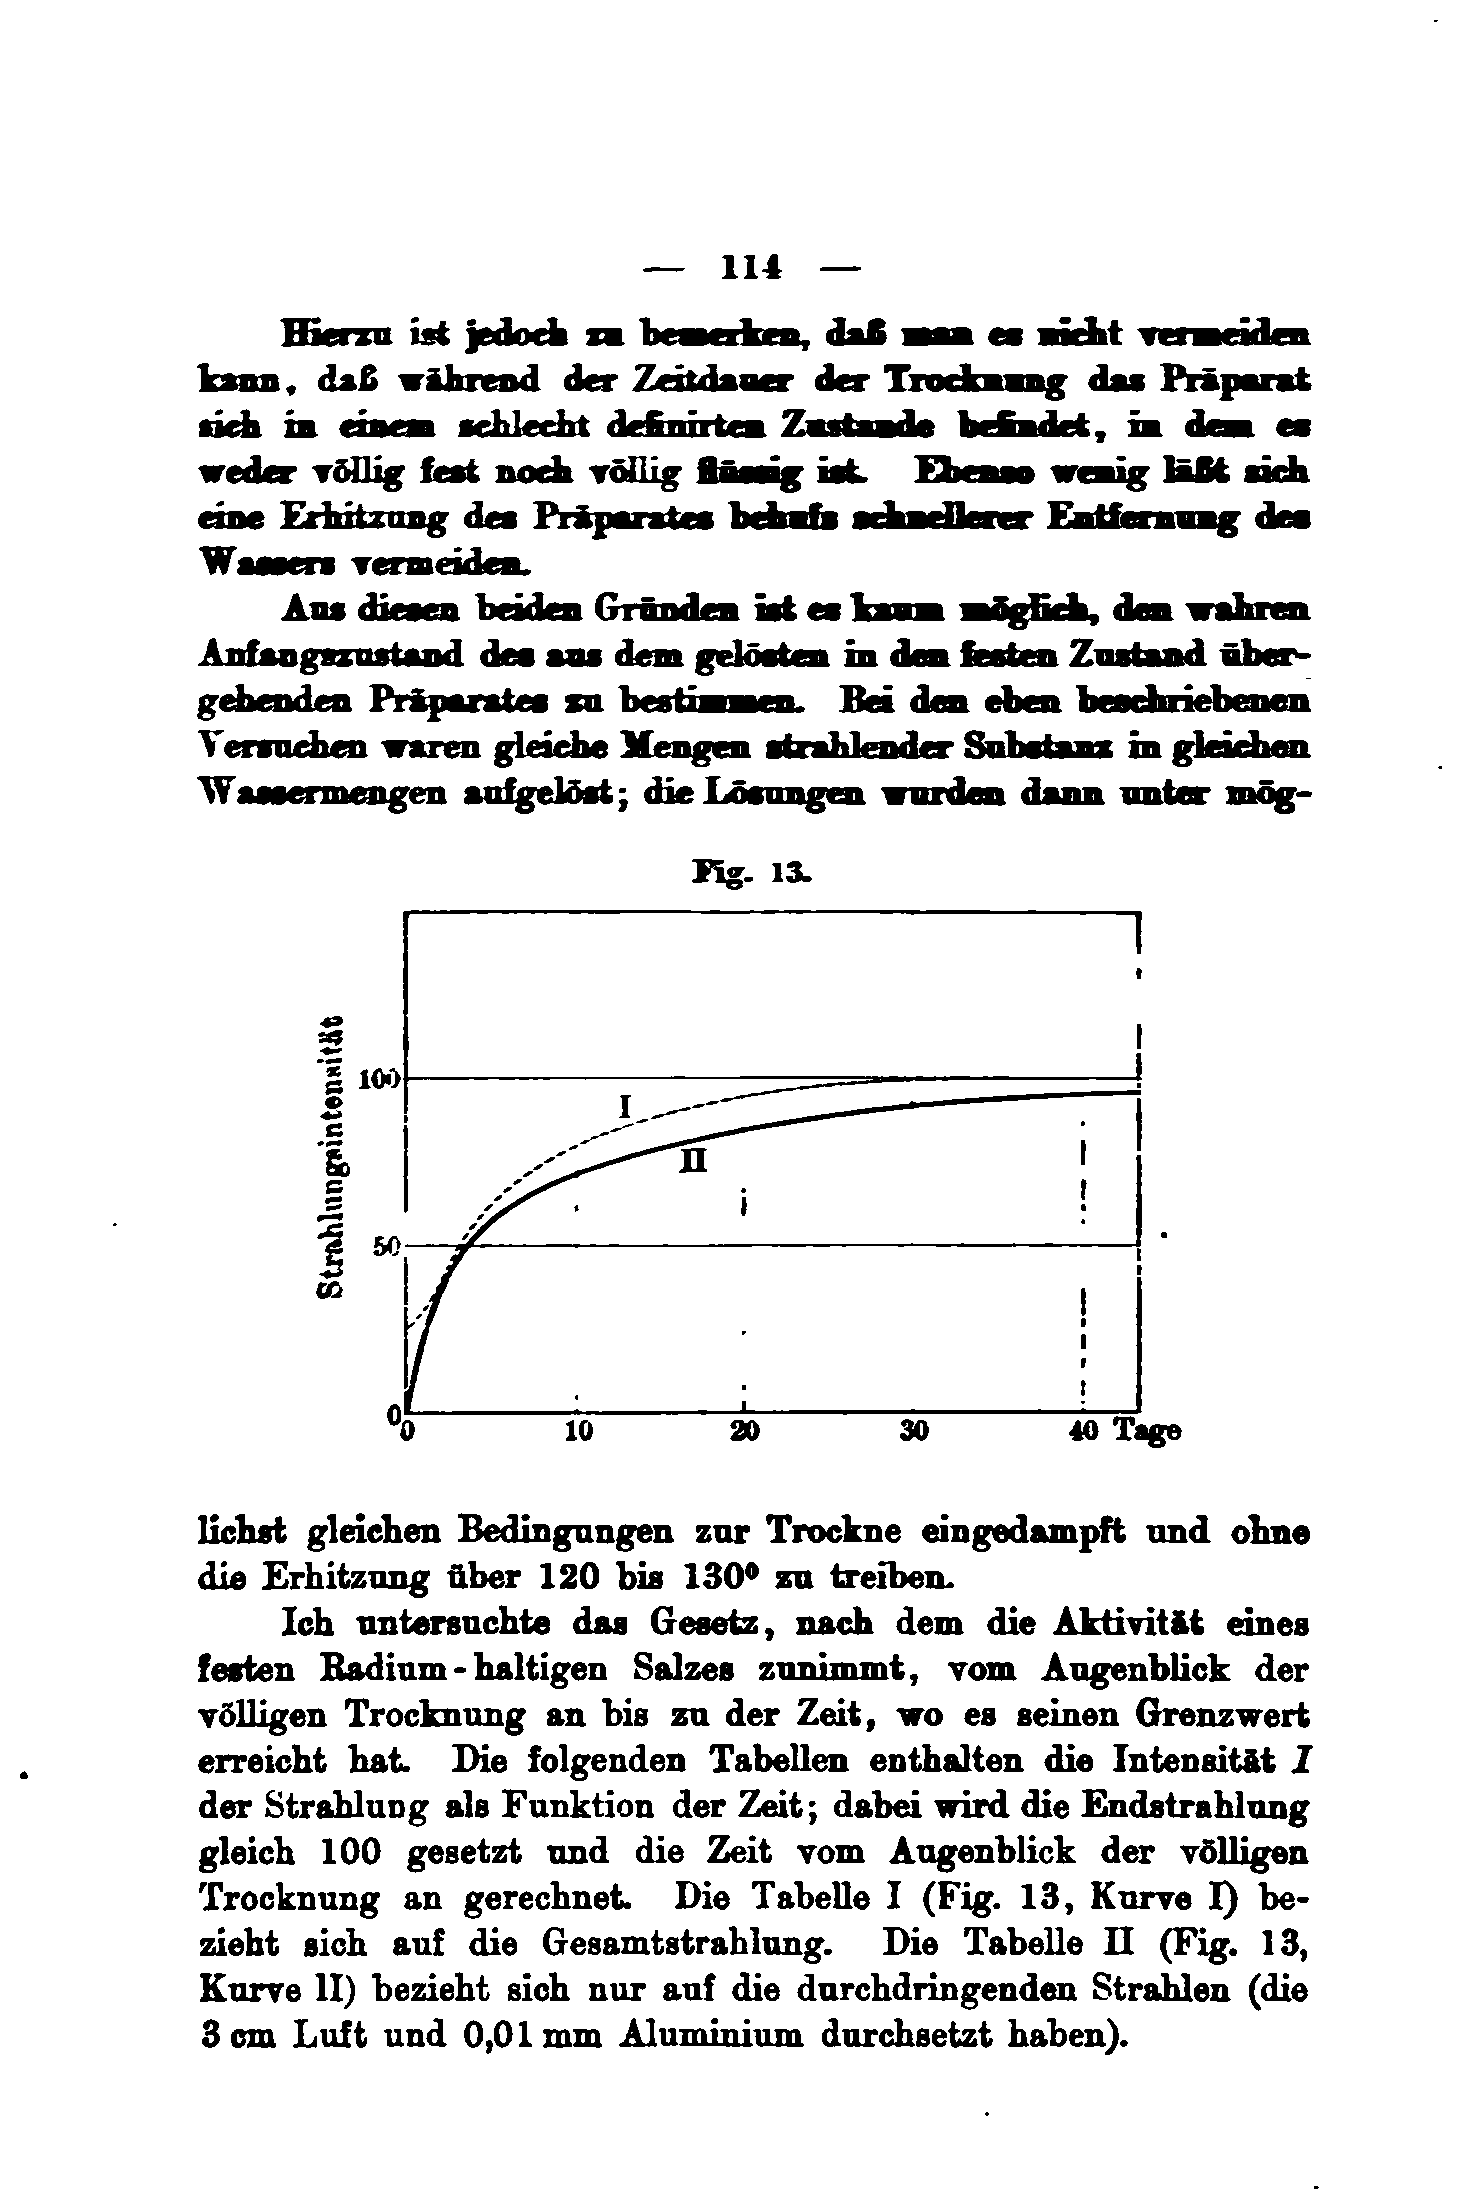 — 114 —
Hierzu ist jedoch zu bemerken, daß man es nicht vermeiden
kann, daß während der Zeitdauer der Trocknung das Präparat
sich in einem schlecht definirten Zustande befindet, in dem es
weder völlig fest noch völlig flüssig ist. Ebenso wenig läßt sich
eine Erhitzung des Präparates behufs schnellerer Entfernung des
Wassers vermeiden.
Aus diesen beiden Gründen ist es kaum möglich, den wahren
Anfangszustand des aus dem gelösten in den festen Zustand über-
gehenden Präparates zu bestimmen. Bei den eben beschriebenen
Versuchen waren gleiche Mengen strahlender Substanz in gleichen
Wassermengen aufgelöst; die Lösungen wurden dann unter mög-
Fig. 13.
Strahlungsintensität
100
I
II
50
0
0 10 20 30 40 Tage
lichst gleichen Bedingungen zur Trockne eingedampft und ohne
die Erhitzung über 120 bis 130° zu treiben.
Ich untersuchte das Gesetz, nach dem die Aktivität eines
festen Radium-haltigen Salzes zunimmt, vom Augenblick der
völligen Trocknung an bis zu der Zeit, wo es seinen Grenzwert
erreicht hat. Die folgenden Tabellen enthalten die Intensität I
der Strahlung als Funktion der Zeit; dabei wird die Endstrahlung
gleich 100 gesetzt und die Zeit vom Augenblick der völligen
Trocknung an gerechnet. Die Tabelle I (Fig. 13, Kurve I) be-
zieht sich auf die Gesamtstrahlung. Die Tabelle II (Fig. 13,
Kurve II) bezieht sich nur auf die durchdringenden Strahlen (die
3 cm Luft und 0,01 mm Aluminium durchsetzt haben).